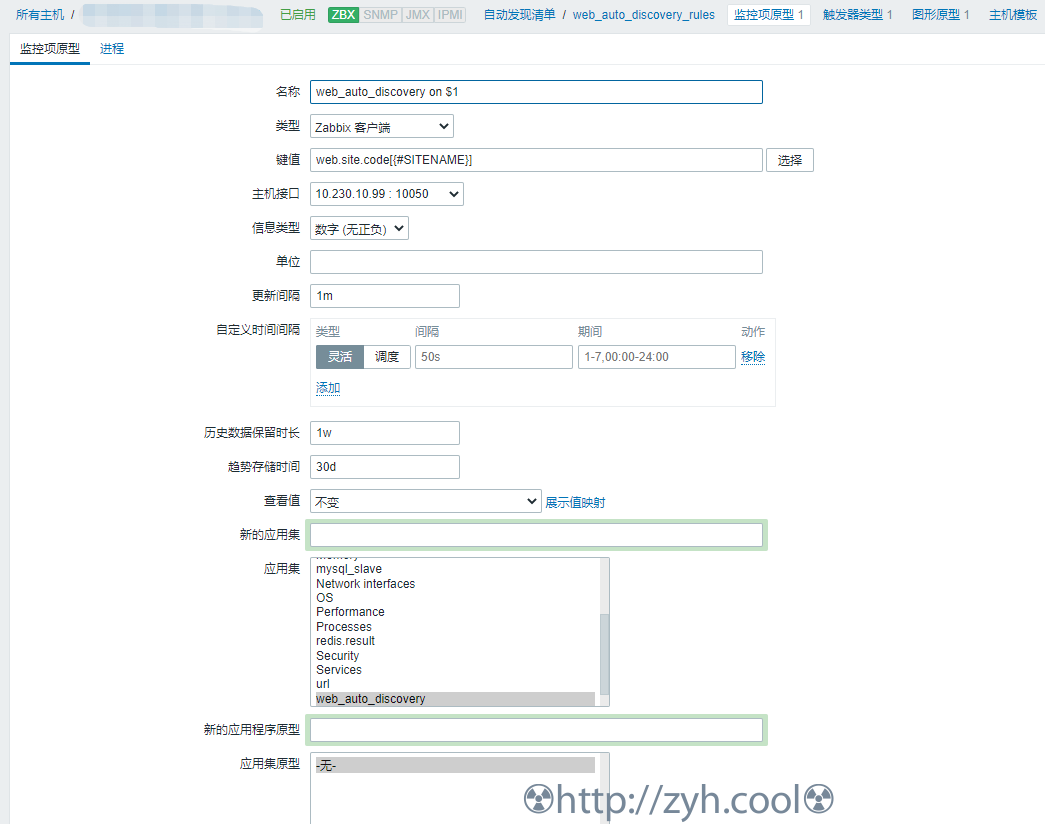 所有主机 / 已启用 ZBX SNMP JMX IPMI 自动发现清单 / web_auto_discovery_rules 监控项原型 1 触发器类型 1 图形原型 1 主机模板
监控项原型 进程
名称 web_auto_discovery on $1
类型 Zabbix 客户端
键值 web.site.code[{#SITENAME}] 选择
主机接口 10.230.10.99 : 10050
信息类型 数字 (无正负)
单位
更新间隔 1m
自定义时间间隔 类型 间隔 期间 动作
灵活 调度 50s 1-7,00:00-24:00 移除
添加
历史数据保留时长 1w
趋势存储时间 30d
查看值 不变 展示值映射
新的应用集
应用集
mysql_slave
Network interfaces
OS
Performance
Processes
redis.result
Security
Services
url
web_auto_discovery
新的应用程序原型
应用集原型 -无-
http://zyh.cool